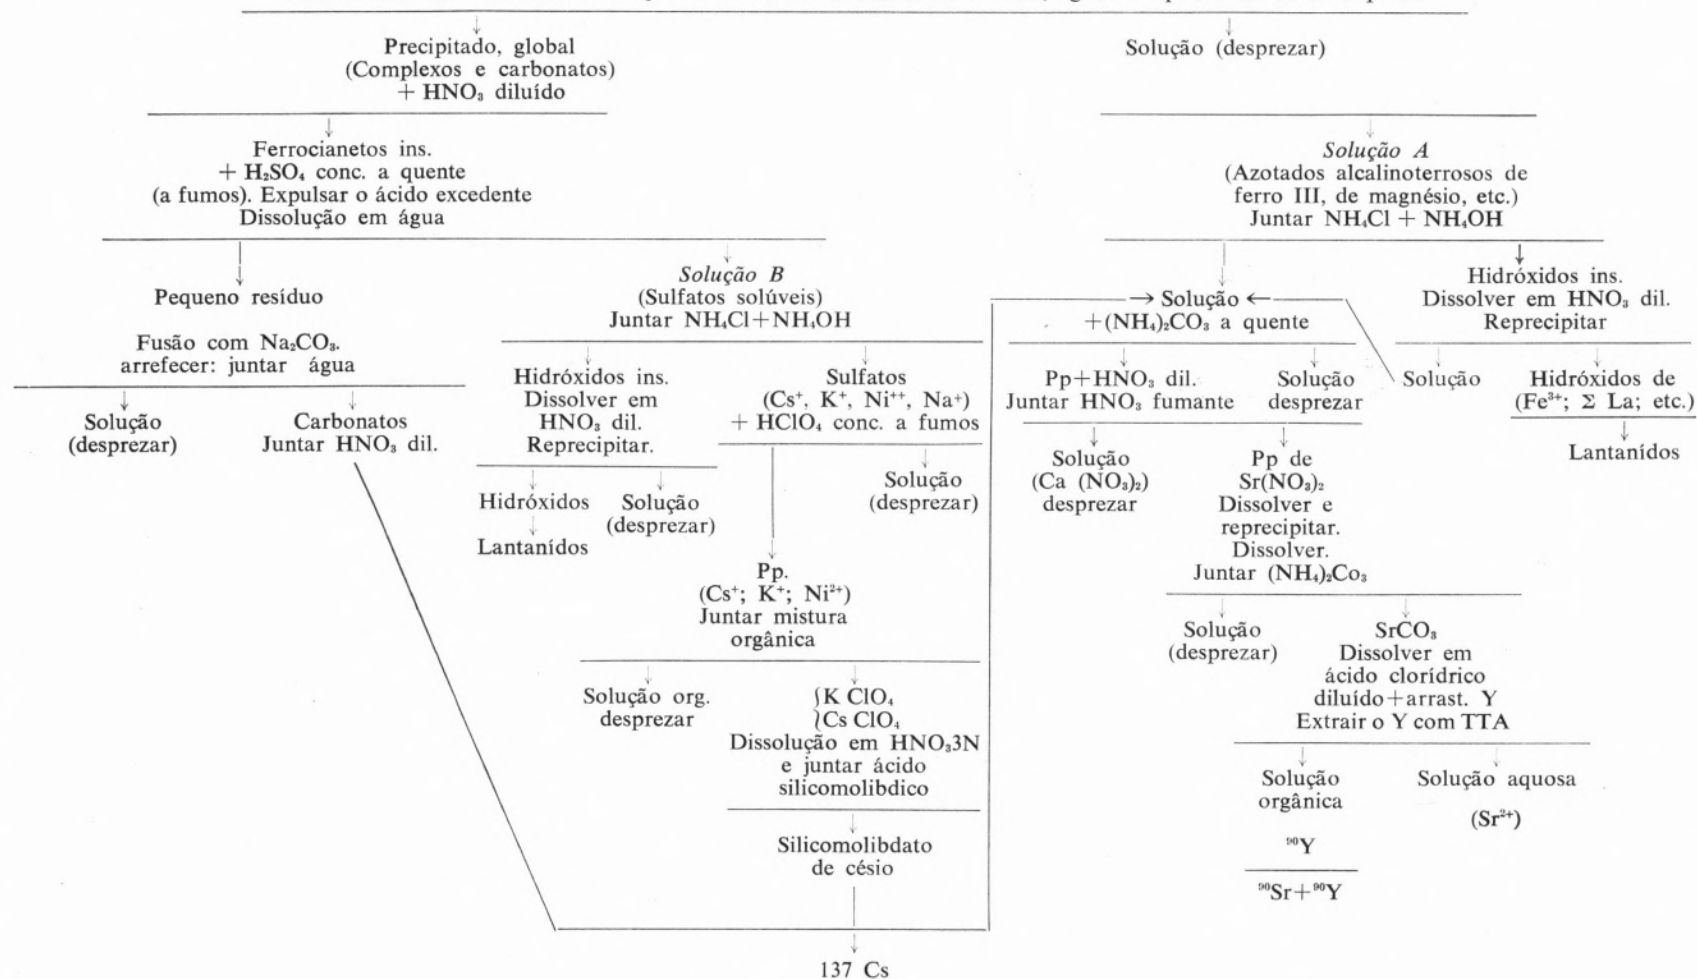 Precipitado, global
(Complexos e carbonatos)
+ HNO₃ diluído
Solução (desprezar)
Ferrocianetos ins.
+ H₂SO₄ conc. a quente
(a fumos). Expulsar o ácido excedente
Dissolução em água
Solução A
(Azotados alcalinoterrosos de
ferro III, de magnésio, etc.)
Juntar NH₄Cl + NH₄OH
Pequeno resíduo
Fusão com Na₂CO₃.
arrefecer: juntar água
Solução B
(Sulfatos solúveis)
Juntar NH₄Cl+NH₄OH
→ Solução ←
+(NH₄)₂CO₃ a quente
Hidróxidos ins.
Dissolver em HNO₃ dil.
Reprecipitar
Solução
(desprezar)
Carbonatos
Juntar HNO₃ dil.
Hidróxidos ins.
Dissolver em
HNO₃ dil.
Reprecipitar.
Sulfatos
(Cs⁺, K⁺, Ni⁺⁺, Na⁺)
+ HClO₄ conc. a fumos
Pp+HNO₃ dil.
Juntar HNO₃ fumante
Solução
desprezar
Solução
Hidróxidos de
(Fe³⁺; Σ La; etc.)
Lantanídos
Hidróxidos
Lantanídos
Solução
(desprezar)
Solução
(desprezar)
Solução
(Ca (NO₃)₂)
desprezar
Pp de
Sr(NO₃)₂
Dissolver e
reprecipitar.
Dissolver.
Juntar (NH₄)₂Co₃
Pp.
(Cs⁺; K⁺; Ni²⁺)
Juntar mistura
orgânica
Solução
(desprezar)
SrCO₃
Dissolver em
ácido clorídrico
diluído+arrast. Y
Extrair o Y com TTA
Solução org.
desprezar
{K ClO₄
{Cs ClO₄
Dissolução em HNO₃3N
e juntar ácido
silicomolibdico
Solução
orgânica
⁹⁰Y
⁹⁰Sr+⁹⁰Y
Solução aquosa
(Sr²⁺)
Silicomolibdato
de césio
137 Cs